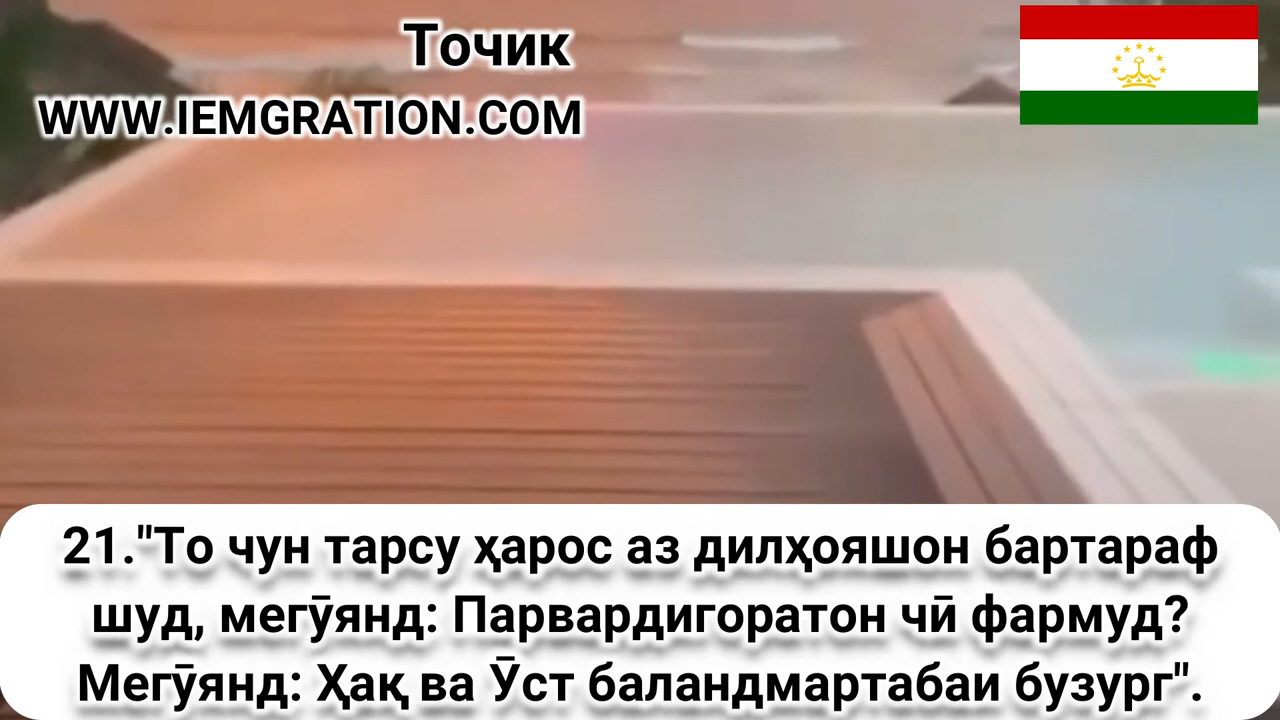 Точик
WWW.IEMGRATION.COM
21."То чун тарсу ҳарос аз дилҳояшон бартараф
шуд, мегӯянд: Парвардигоратон чӣ фармуд?
Мегӯянд: Ҳақ ва Ӯст баландмартабаи бузург".